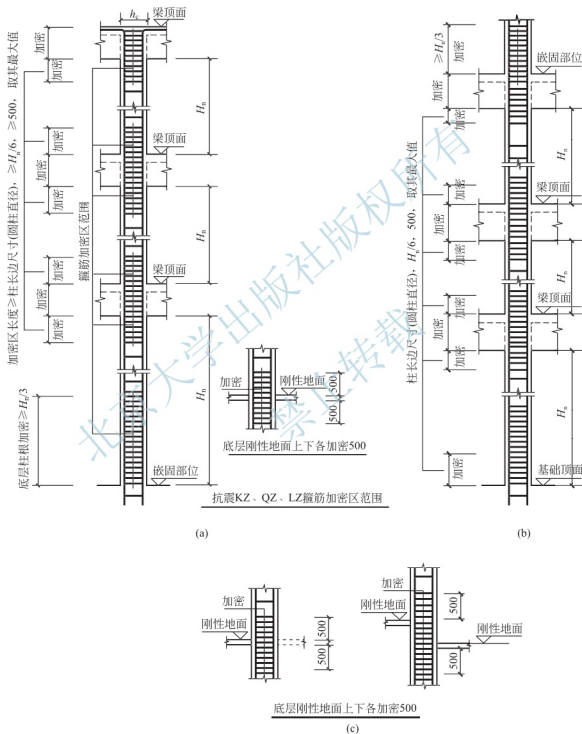 加密区长度≥柱长边尺寸(圆柱直径)，≥Hn/6，≥500，取其最大值
底层柱根加密≥Hn/3
加密
加密
加密
加密
加密
加密
加密
加密
箍筋加密区范围
hc
梁顶面
Hn
梁顶面
Hn
梁顶面
Hn
嵌固部位
加密
刚性地面
500
500
底层刚性地面上下各加密500
抗震KZ、QZ、LZ箍筋加密区范围
(a)
柱长边尺寸(圆柱直径)，Hn/6，500，取其最大值
≥Hn/3
加密
加密
加密
加密
加密
加密
加密
加密
加密
加密
嵌固部位
Hn
梁顶面
Hn
梁顶面
Hn
基础顶面
(b)
加密
刚性地面
500
500
加密
刚性地面
500
刚性地面
500
底层刚性地面上下各加密500
(c)
北京大学出版社版权所有
禁止转载